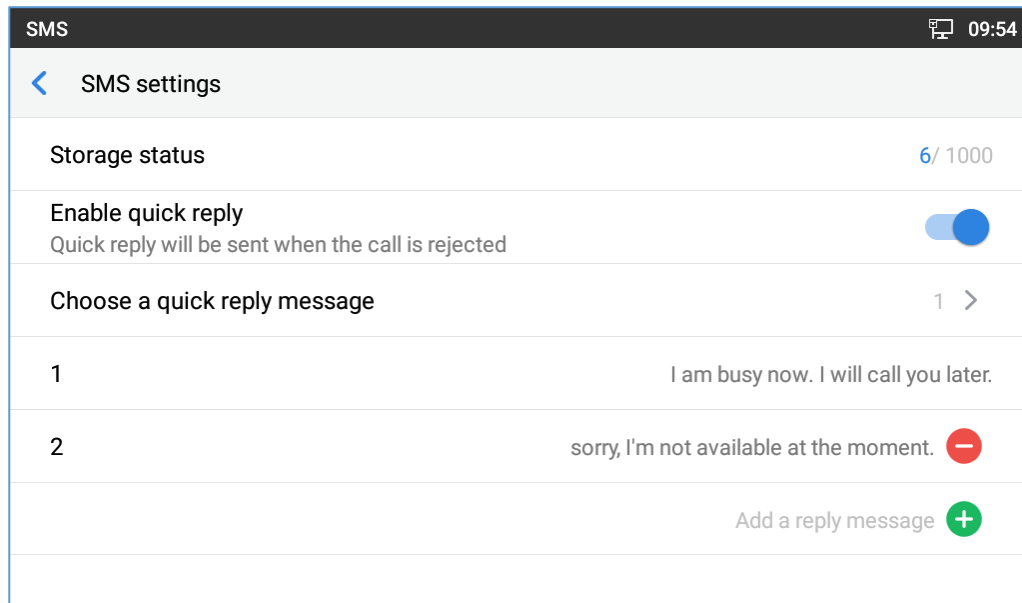 SMS 09:54
SMS settings
Storage status 6/ 1000
Enable quick reply
Quick reply will be sent when the call is rejected
Choose a quick reply message 1
1 I am busy now. I will call you later.
2 sorry, I'm not available at the moment.
Add a reply message